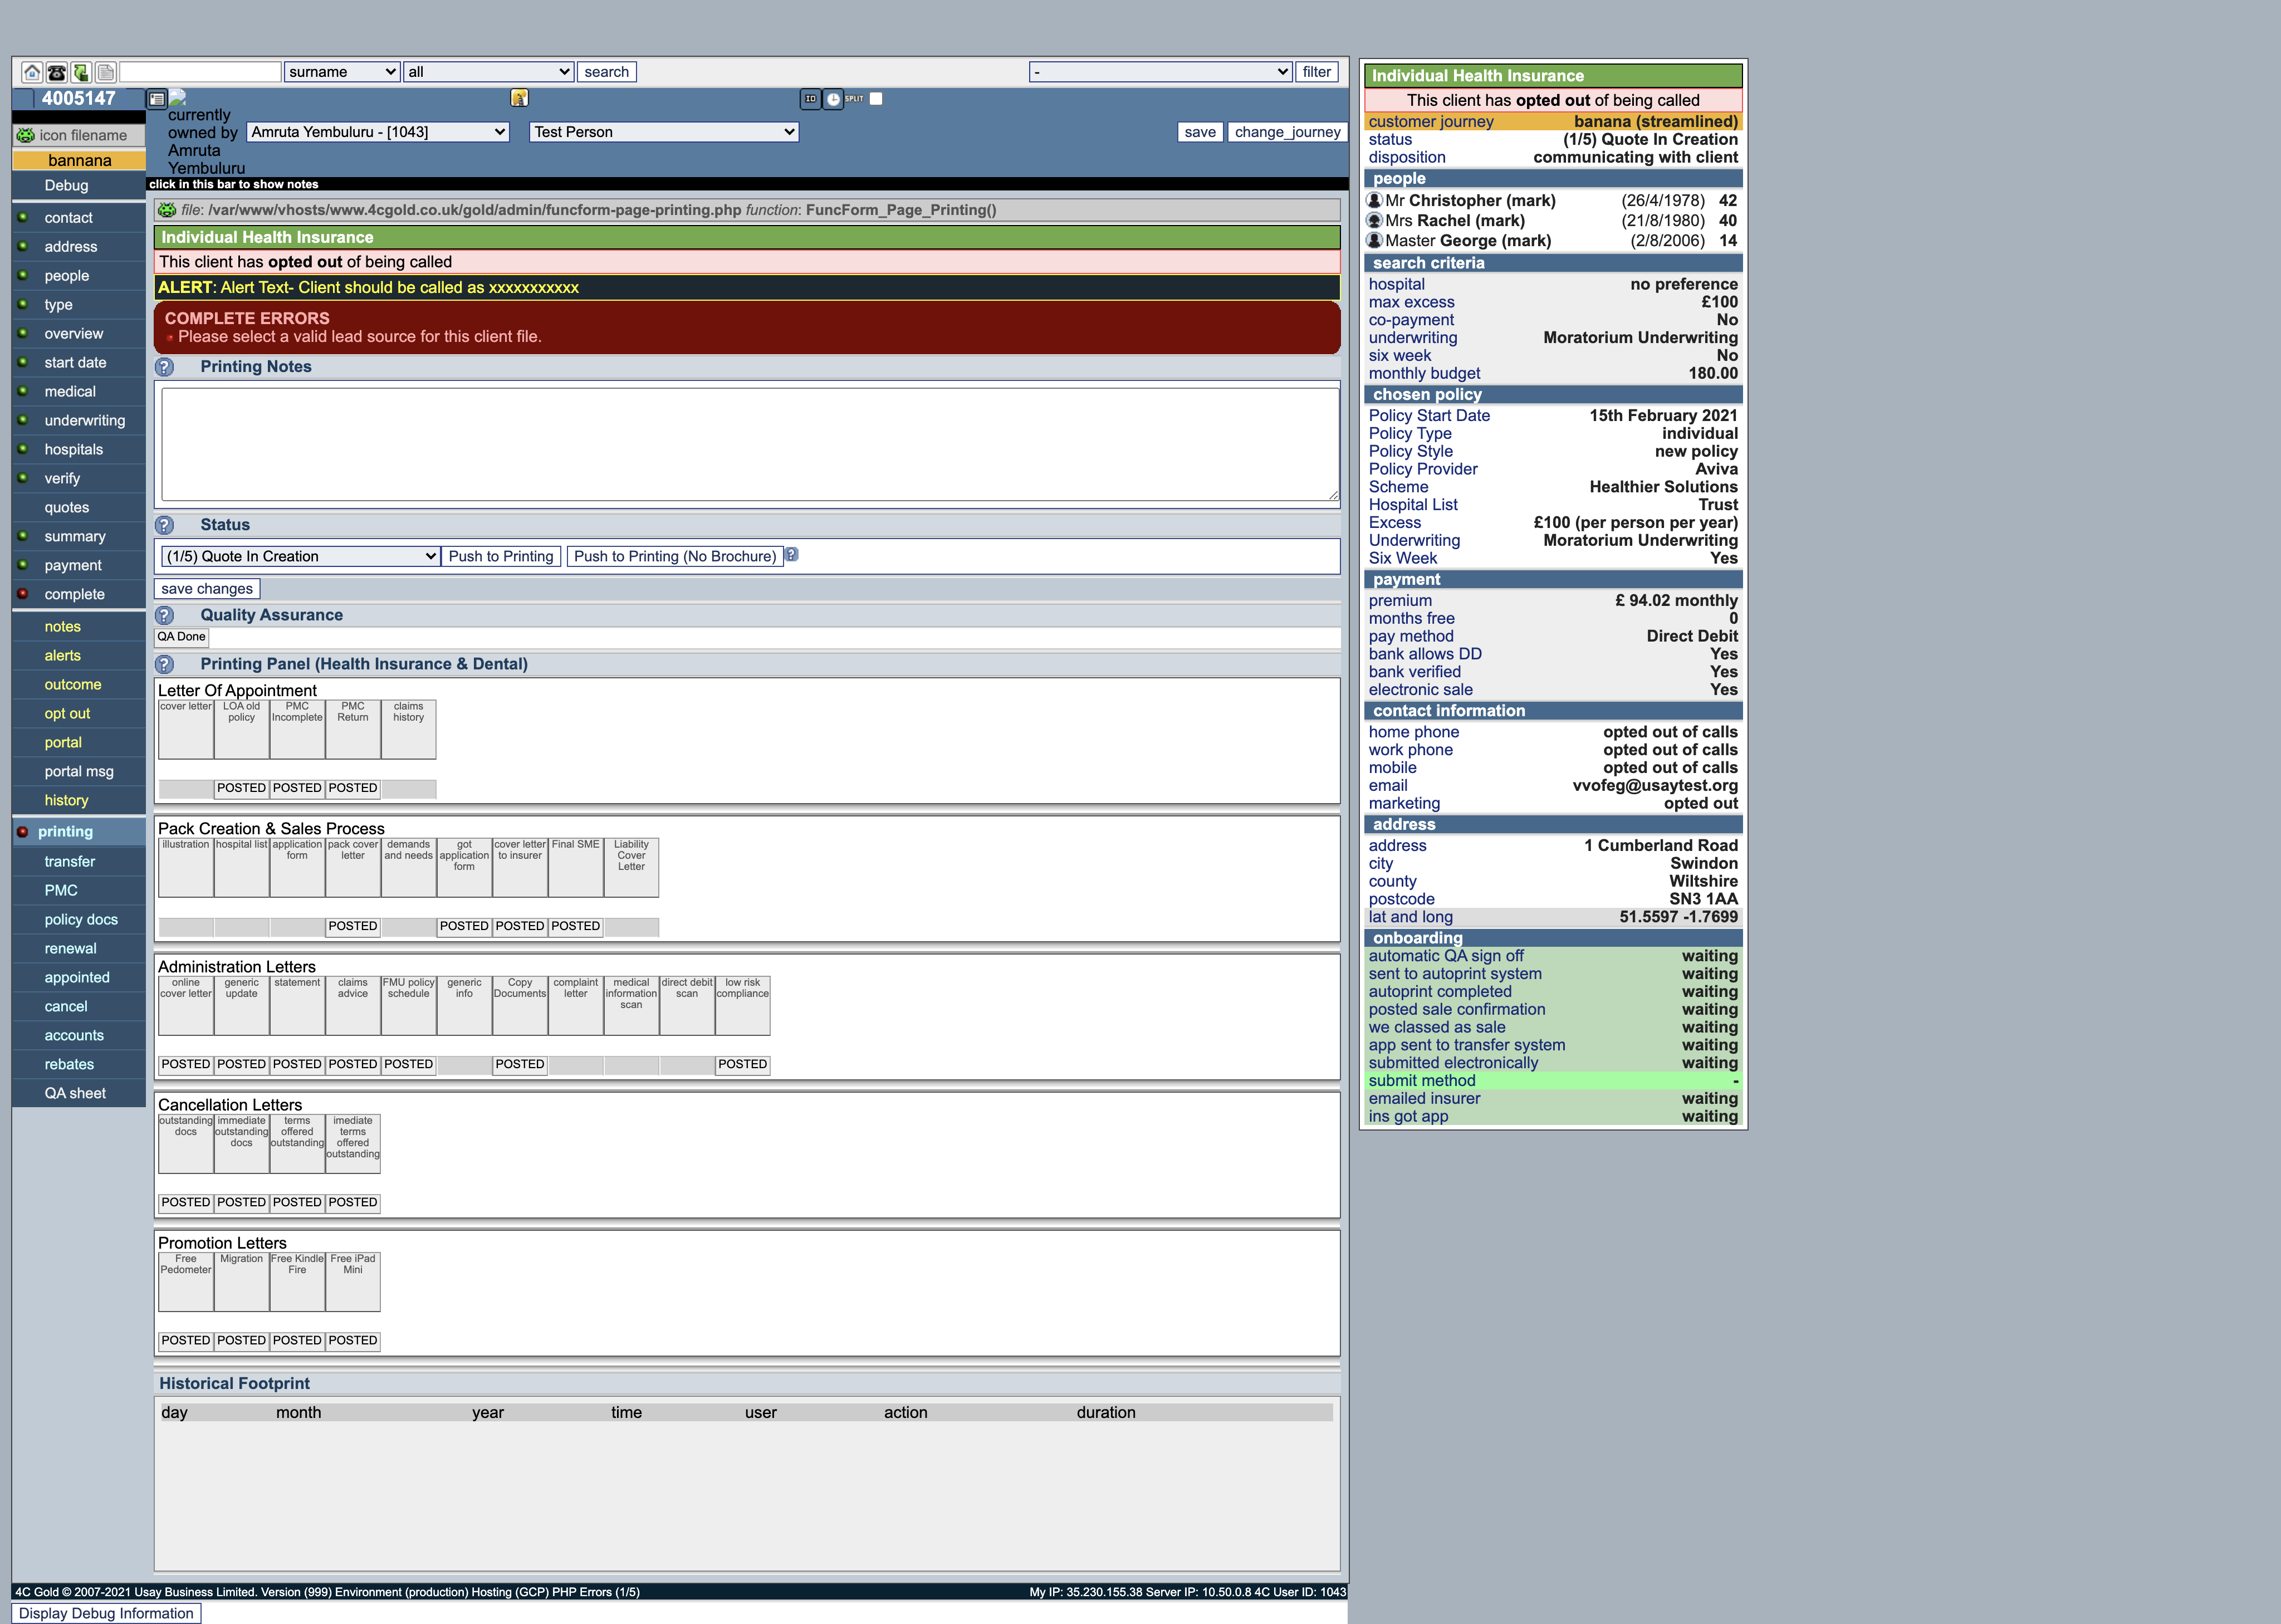 surname all search - filter
4005147 SPLIT
icon filename
currently owned by Amruta Yembuluru
Amruta Yembuluru - [1043] Test Person save change_journey
bannana
Debug
click in this bar to show notes
contact
address
people
type
overview
start date
medical
underwriting
hospitals
verify
quotes
summary
payment
complete
notes
alerts
outcome
opt out
portal
portal msg
history
printing
transfer
PMC
policy docs
renewal
appointed
cancel
accounts
rebates
QA sheet
file: /var/www/vhosts/www.4cgold.co.uk/gold/admin/funcform-page-printing.php function: FuncForm_Page_Printing()
Individual Health Insurance
This client has opted out of being called
ALERT: Alert Text- Client should be called as xxxxxxxxxxx
COMPLETE ERRORS
Please select a valid lead source for this client file.
? Printing Notes
? Status
(1/5) Quote In Creation Push to Printing Push to Printing (No Brochure) ?
save changes
? Quality Assurance
QA Done
? Printing Panel (Health Insurance & Dental)
Letter Of Appointment
cover letter LOA old policy PMC Incomplete PMC Return claims history
POSTED POSTED POSTED
Pack Creation & Sales Process
illustration hospital list application form pack cover letter demands and needs got application form cover letter to insurer Final SME Liability Cover Letter
POSTED POSTED POSTED POSTED
Administration Letters
online cover letter generic update statement claims advice FMU policy schedule generic info Copy Documents complaint letter medical information scan direct debit scan low risk compliance
POSTED POSTED POSTED POSTED POSTED POSTED POSTED
Cancellation Letters
outstanding docs immediate outstanding docs terms offered outstanding imediate terms offered outstanding
POSTED POSTED POSTED POSTED
Promotion Letters
Free Pedometer Migration Free Kindle Fire Free iPad Mini
POSTED POSTED POSTED POSTED
Historical Footprint
day month year time user action duration
4C Gold © 2007-2021 Usay Business Limited. Version (999) Environment (production) Hosting (GCP) PHP Errors (1/5) My IP: 35.230.155.38 Server IP: 10.50.0.8 4C User ID: 1043
Display Debug Information
Individual Health Insurance
This client has opted out of being called
customer journey banana (streamlined)
status (1/5) Quote In Creation
disposition communicating with client
people
Mr Christopher (mark) (26/4/1978) 42
Mrs Rachel (mark) (21/8/1980) 40
Master George (mark) (2/8/2006) 14
search criteria
hospital no preference
max excess £100
co-payment No
underwriting Moratorium Underwriting
six week No
monthly budget 180.00
chosen policy
Policy Start Date 15th February 2021
Policy Type individual
Policy Style new policy
Policy Provider Aviva
Scheme Healthier Solutions
Hospital List Trust
Excess £100 (per person per year)
Underwriting Moratorium Underwriting
Six Week Yes
payment
premium £ 94.02 monthly
months free 0
pay method Direct Debit
bank allows DD Yes
bank verified Yes
electronic sale Yes
contact information
home phone opted out of calls
work phone opted out of calls
mobile opted out of calls
email vvofeg@usaytest.org
marketing opted out
address
address 1 Cumberland Road
city Swindon
county Wiltshire
postcode SN3 1AA
lat and long 51.5597 -1.7699
onboarding
automatic QA sign off waiting
sent to autoprint system waiting
autoprint completed waiting
posted sale confirmation waiting
we classed as sale waiting
app sent to transfer system waiting
submitted electronically waiting
submit method -
emailed insurer waiting
ins got app waiting